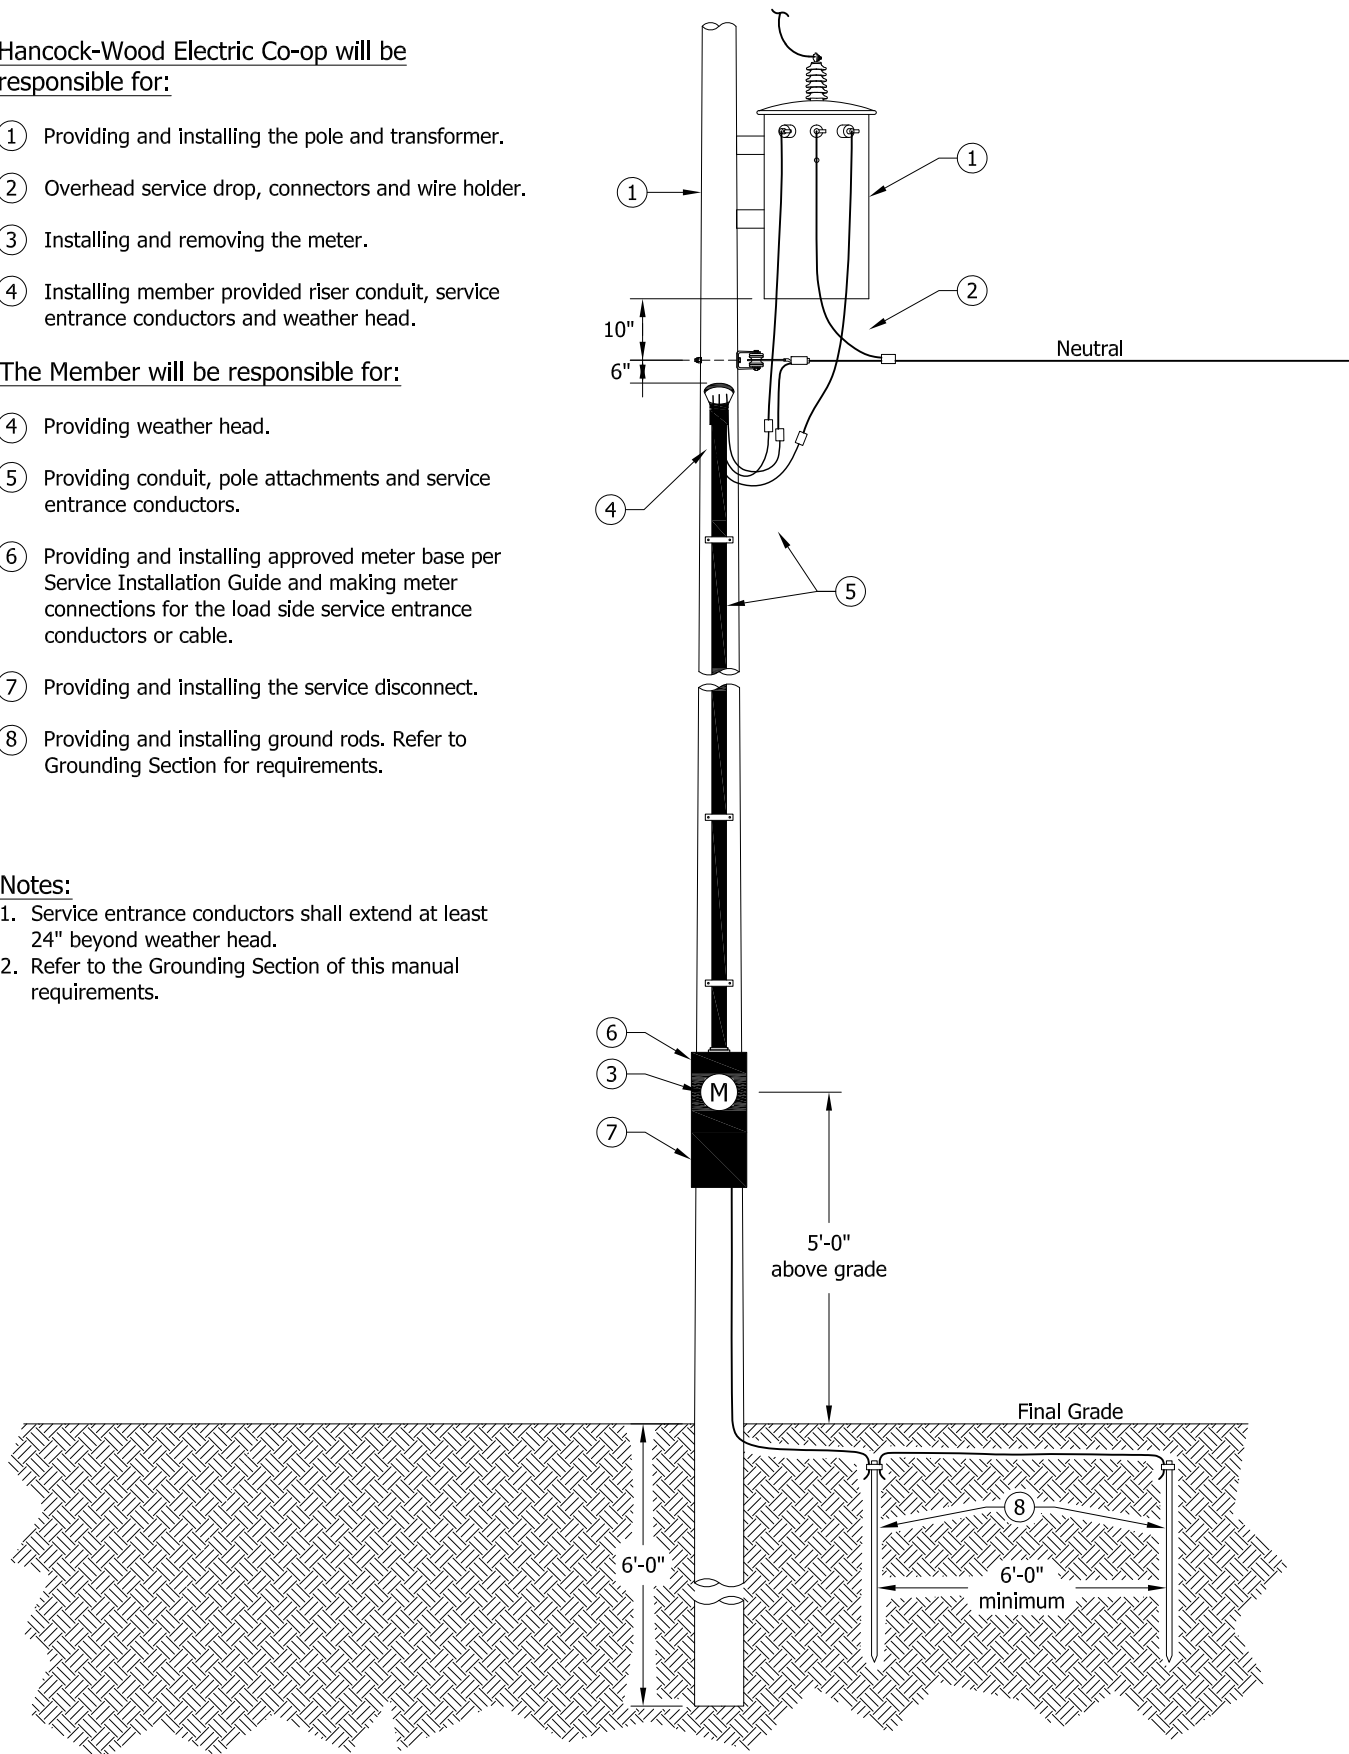 Hancock-Wood Electric Co-op will be
responsible for:
1 Providing and installing the pole and transformer.
2 Overhead service drop, connectors and wire holder.
3 Installing and removing the meter.
4 Installing member provided riser conduit, service
entrance conductors and weather head.
The Member will be responsible for:
4 Providing weather head.
5 Providing conduit, pole attachments and service
entrance conductors.
6 Providing and installing approved meter base per
Service Installation Guide and making meter
connections for the load side service entrance
conductors or cable.
7 Providing and installing the service disconnect.
8 Providing and installing ground rods. Refer to
Grounding Section for requirements.
Notes:
1. Service entrance conductors shall extend at least
24" beyond weather head.
2. Refer to the Grounding Section of this manual
requirements.
1
1
2
10"
Neutral
6"
4
5
6
3
M
7
5'-0"
above grade
Final Grade
8
6'-0"
6'-0"
minimum